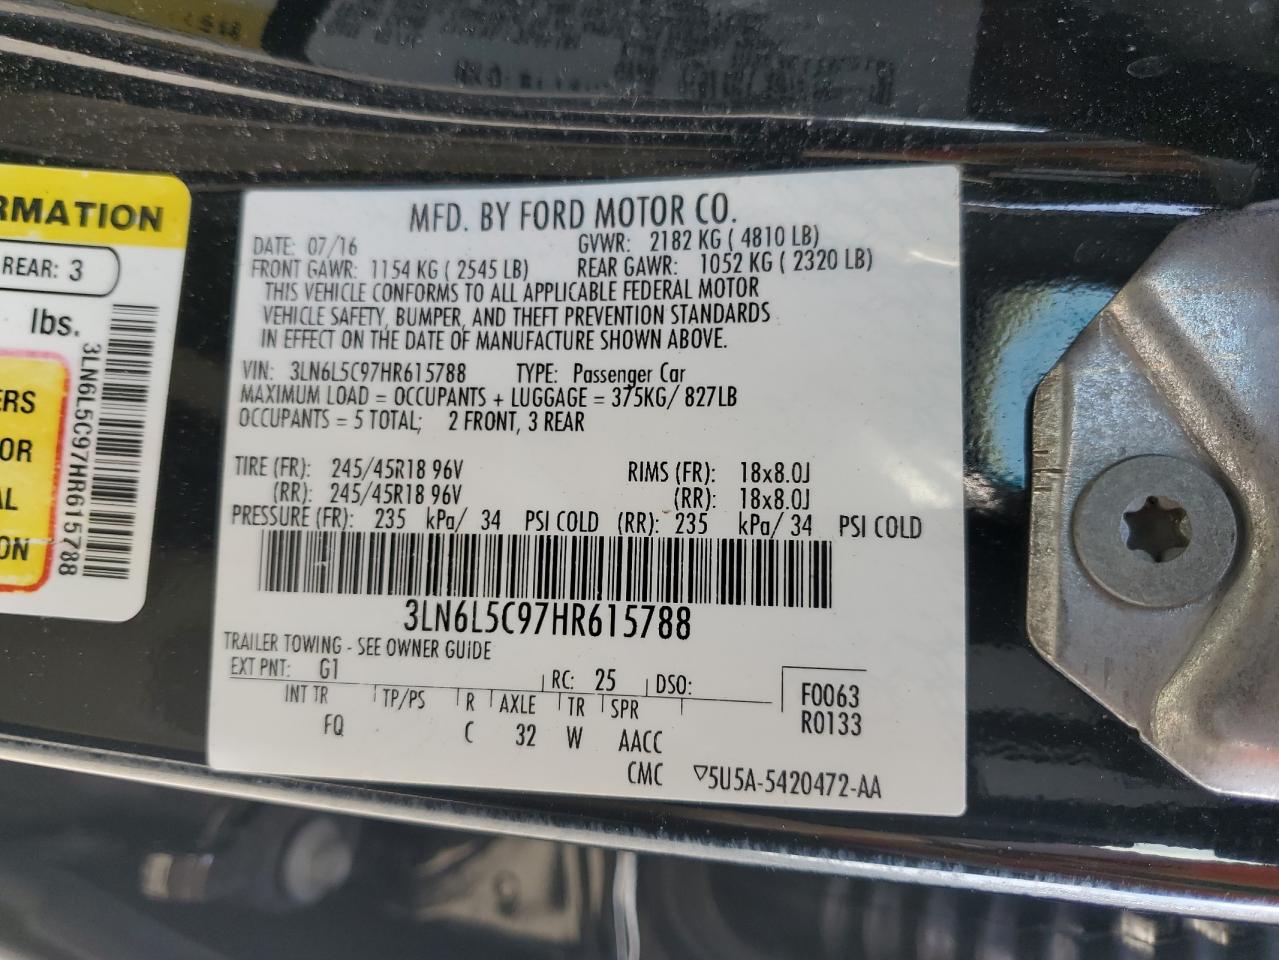 RMATION
REAR: 3
lbs.
ERS
OR
AL
ON
3LN6L5C97HR615788
MFD. BY FORD MOTOR CO.
DATE: 07/16 GVWR: 2182 KG ( 4810 LB)
FRONT GAWR: 1154 KG ( 2545 LB) REAR GAWR: 1052 KG ( 2320 LB)
THIS VEHICLE CONFORMS TO ALL APPLICABLE FEDERAL MOTOR
VEHICLE SAFETY, BUMPER, AND THEFT PREVENTION STANDARDS
IN EFFECT ON THE DATE OF MANUFACTURE SHOWN ABOVE.
VIN: 3LN6L5C97HR615788 TYPE: Passenger Car
MAXIMUM LOAD = OCCUPANTS + LUGGAGE = 375KG/ 827LB
OCCUPANTS = 5 TOTAL; 2 FRONT, 3 REAR
TIRE (FR): 245/45R18 96V RIMS (FR): 18x8.0J
(RR): 245/45R18 96V (RR): 18x8.0J
PRESSURE (FR): 235 kPa/ 34 PSI COLD (RR): 235 kPa/ 34 PSI COLD
3LN6L5C97HR615788
TRAILER TOWING - SEE OWNER GUIDE
EXT PNT: G1 RC: 25 DSO: F0063
INT TR TP/PS R AXLE TR SPR R0133
FQ C 32 W AACC
CMC ▽5U5A-5420472-AA